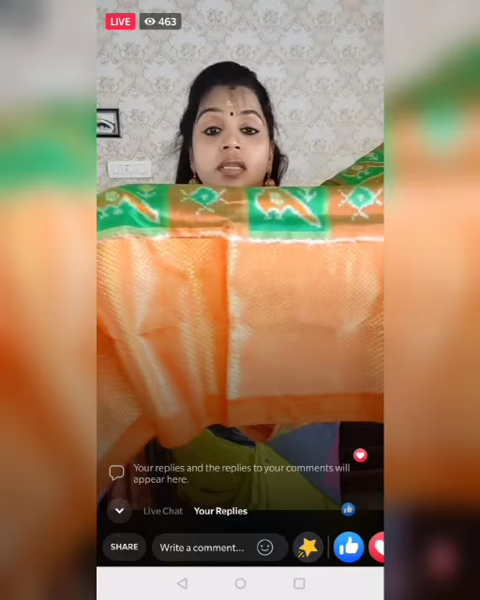 LIVE 463
Your replies and the replies to your comments will
appear here.
Live Chat Your Replies
SHARE Write a comment...